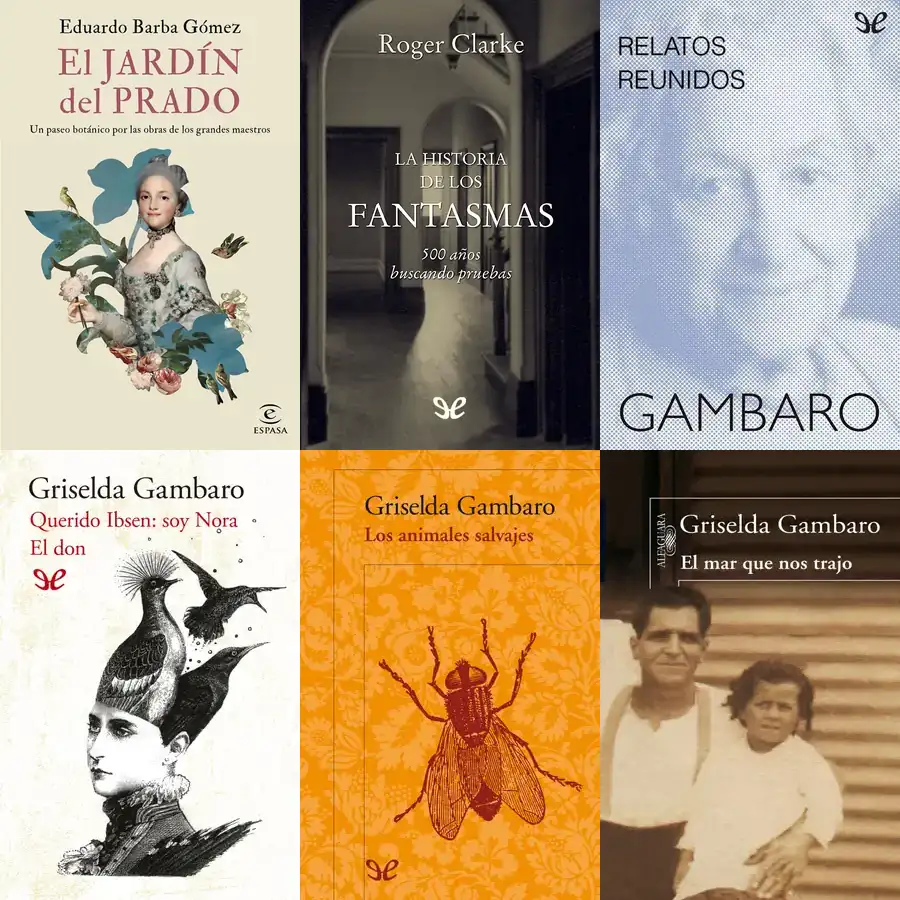 Eduardo Barba Gómez
El JARDÍN
del PRADO
Un paseo botánico por las obras de los grandes maestros
e
ESPASA
Roger Clarke
LA HISTORIA
DE LOS
FANTASMAS
500 años
buscando pruebas
RELATOS
REUNIDOS
GAMBARO
Griselda Gambaro
Querido Ibsen: soy Nora
El don
Griselda Gambaro
Los animales salvajes
ALFAGUARA
Griselda Gambaro
El mar que nos trajo